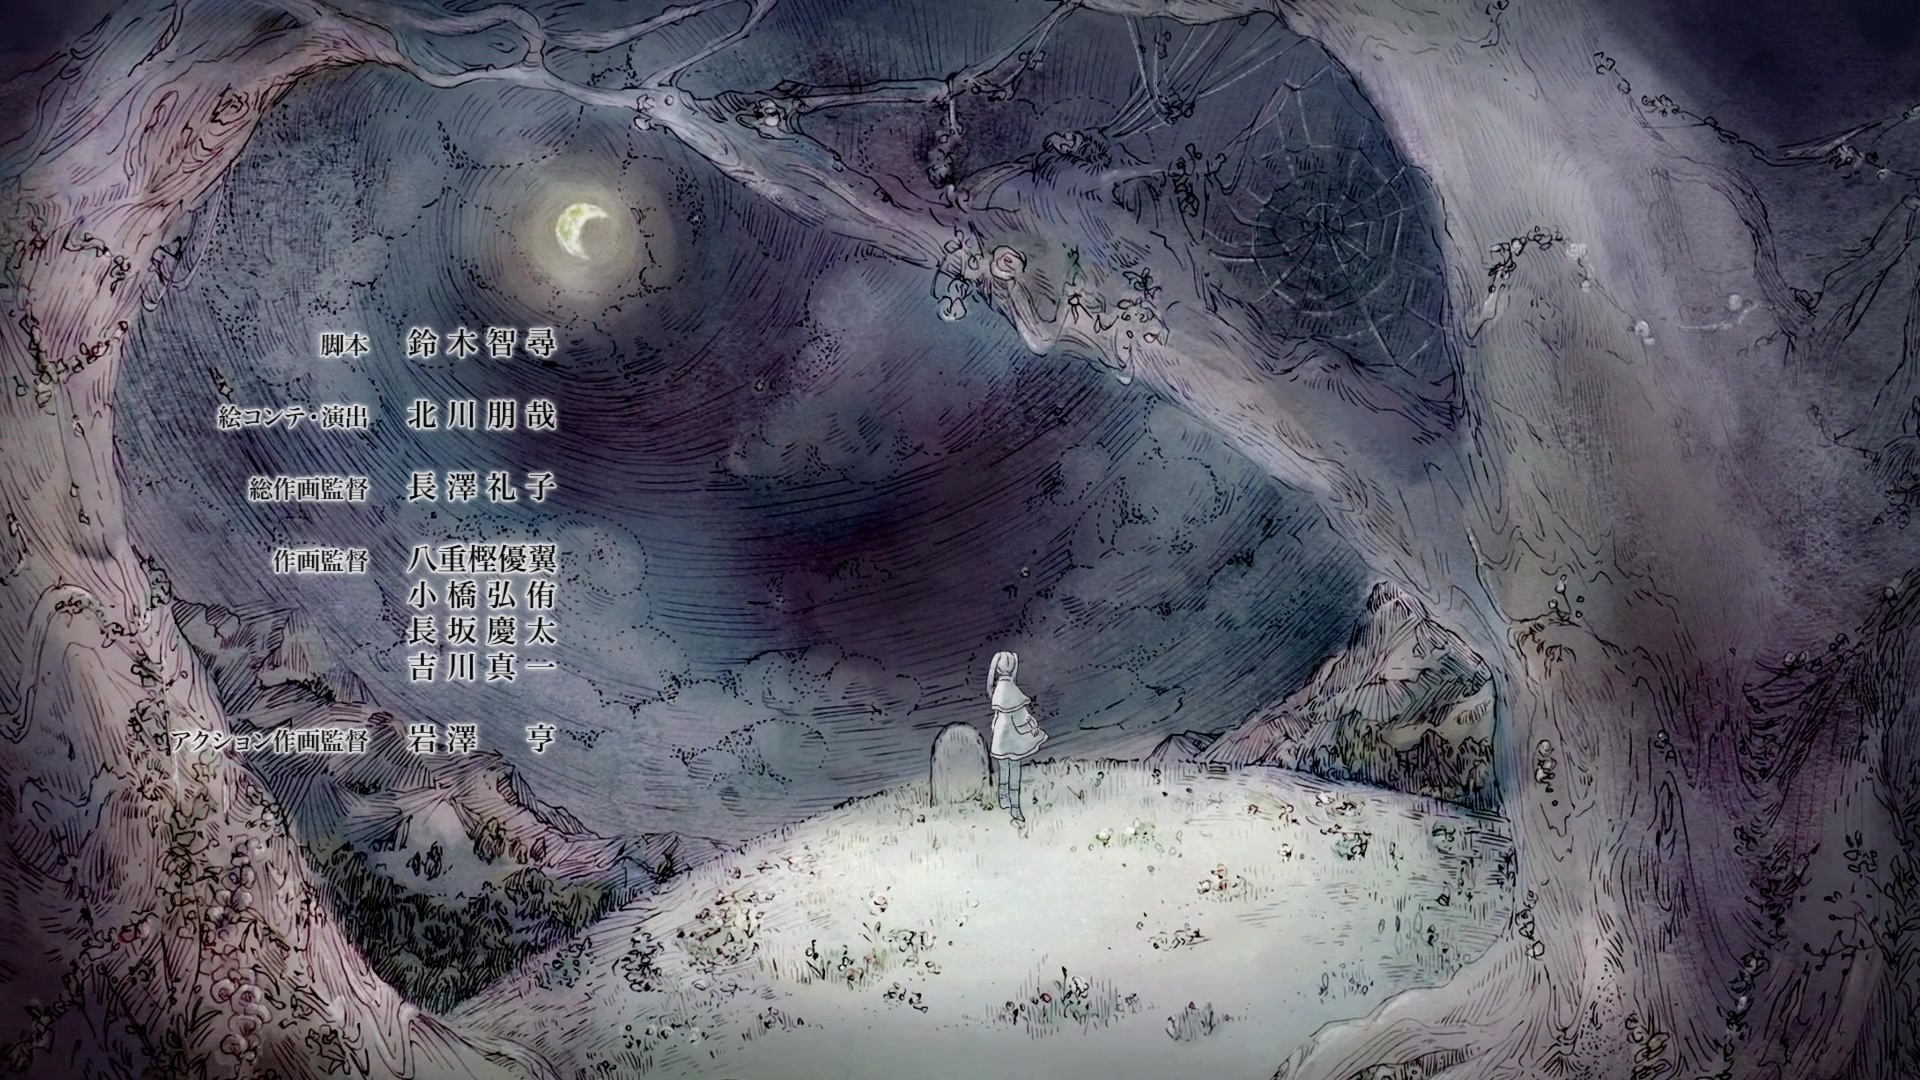 脚本 鈴木智尋
絵コンテ・演出 北川朋哉
総作画監督 長澤礼子
作画監督 八重樫優翼
小橋弘侑
長坂慶太
吉川真一
アクション作画監督 岩澤 亨